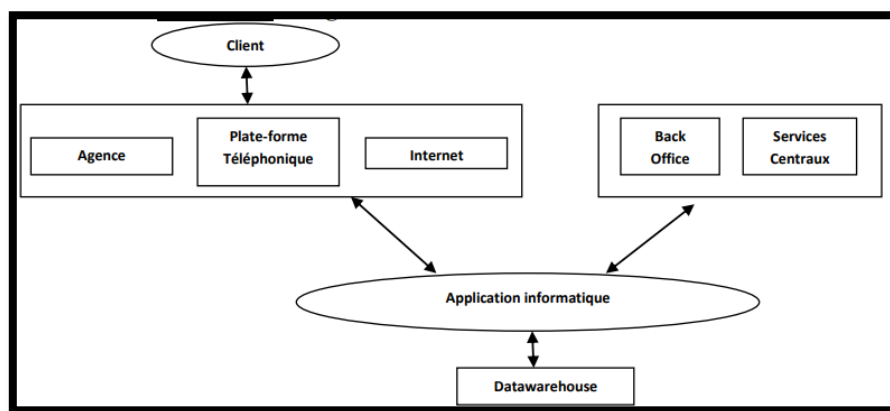 Client
Agence
Plate-forme
Téléphonique
Internet
Back
Office
Services
Centraux
Application informatique
Datawarehouse